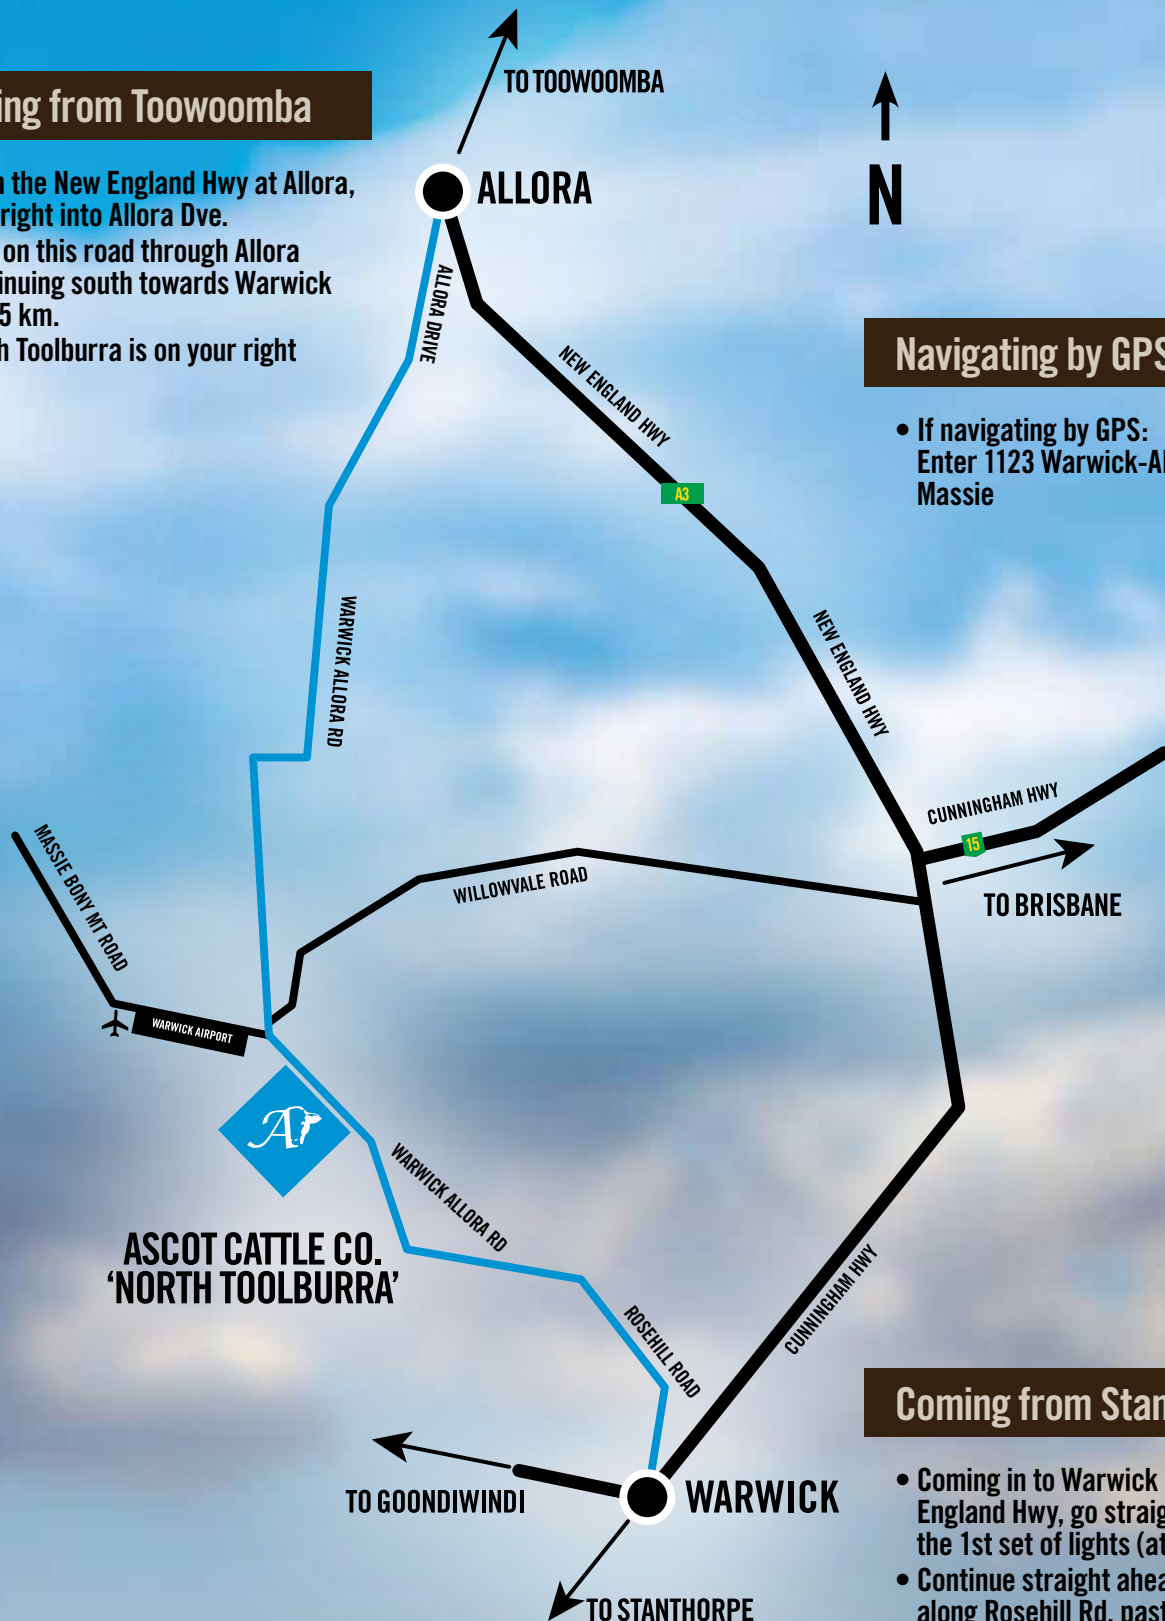 TO TOOWOOMBA
ing from Toowoomba
the New England Hwy at Allora,
right into Allora Dve.
on this road through Allora
inuing south towards Warwick
5 km.
Toolburra is on your right
ALLORA
N
ALLORA DRIVE
NEW ENGLAND HWY
A3
Navigating by GPS
• If navigating by GPS:
Enter 1123 Warwick-Al
Massie
WARWICK ALLORA RD
NEW ENGLAND HWY
CUNNINGHAM HWY
15
TO BRISBANE
MASSIE BONY MT ROAD
WILLOWVALE ROAD
WARWICK AIRPORT
A
WARWICK ALLORA RD
ASCOT CATTLE CO.
‘NORTH TOOLBURRA’
CUNNINGHAM HWY
ROSEHILL ROAD
Coming from Stan
• Coming in to Warwick
England Hwy, go straig
the 1st set of lights (at
• Continue straight ahea
along Rosehill Rd, past
TO GOONDIWINDI
WARWICK
TO STANTHORPE